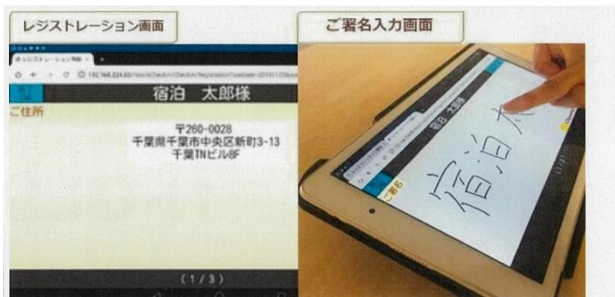 レジストレーション画面
ご署名入力画面
宿泊 太郎様
ご住所
〒260-0028
千葉県千葉市中央区新町3-13
千葉TNビル8F
(1/3)
宿泊 太郎様
ご署名
宿泊太